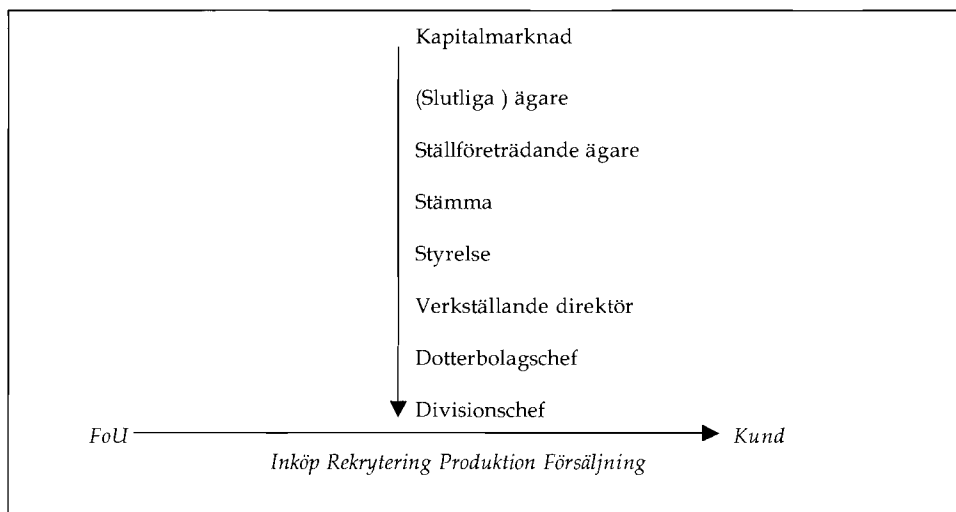 Kapitalmarknad
(Slutliga ) ägare
Ställföreträdande ägare
Stämma
Styrelse
Verkställande direktör
Dotterbolagschef
Divisionschef
FoU
Kund
Inköp Rekrytering Produktion Försäljning